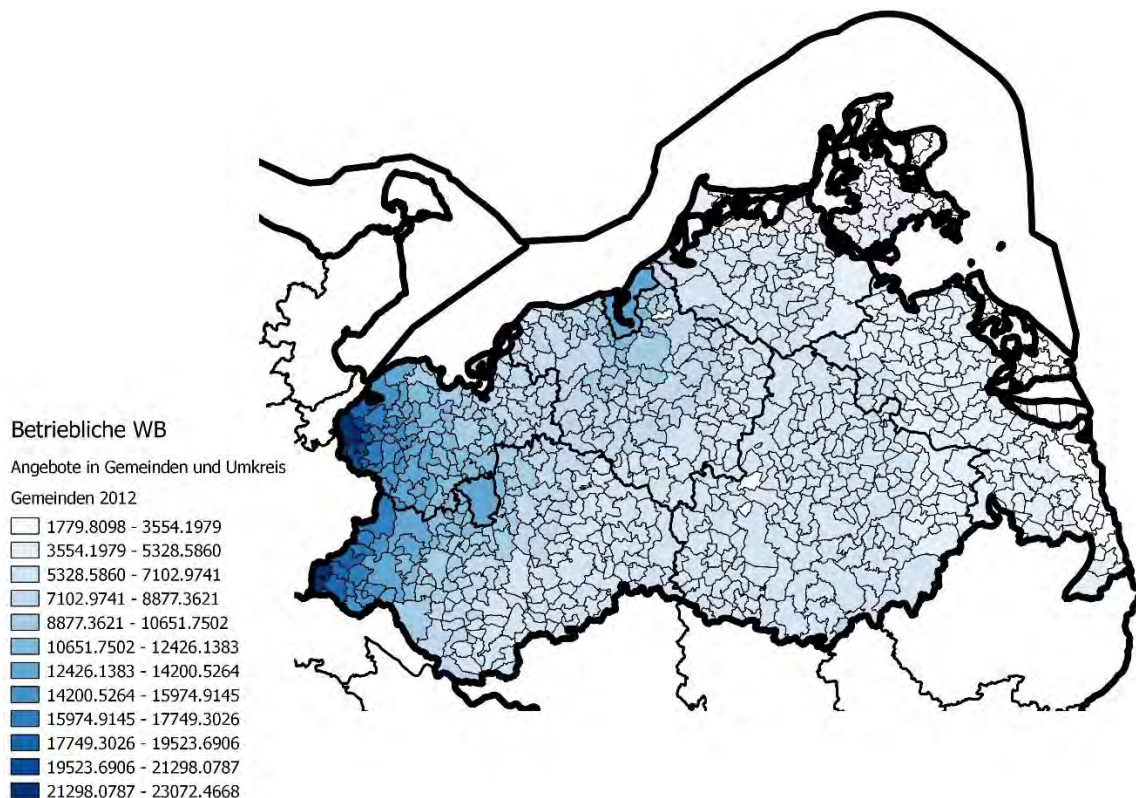 Betriebliche WB
Angebote in Gemeinden und Umkreis
Gemeinden 2012
1779.8098 - 3554.1979
3554.1979 - 5328.5860
5328.5860 - 7102.9741
7102.9741 - 8877.3621
8877.3621 - 10651.7502
10651.7502 - 12426.1383
12426.1383 - 14200.5264
14200.5264 - 15974.9145
15974.9145 - 17749.3026
17749.3026 - 19523.6906
19523.6906 - 21298.0787
21298.0787 - 23072.4668